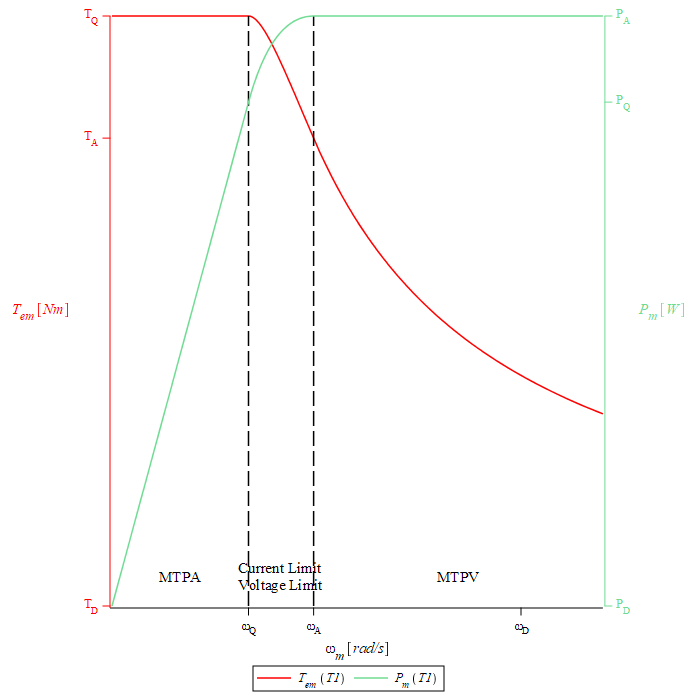 T_Q
P_A
P_Q
T_A
T_em [Nm]
P_m [W]
MTPA
Current Limit
Voltage Limit
MTPV
T_D
P_D
ω_Q
ω_A
ω_D
ω_m [rad/s]
T_em (T1) P_m (T1)